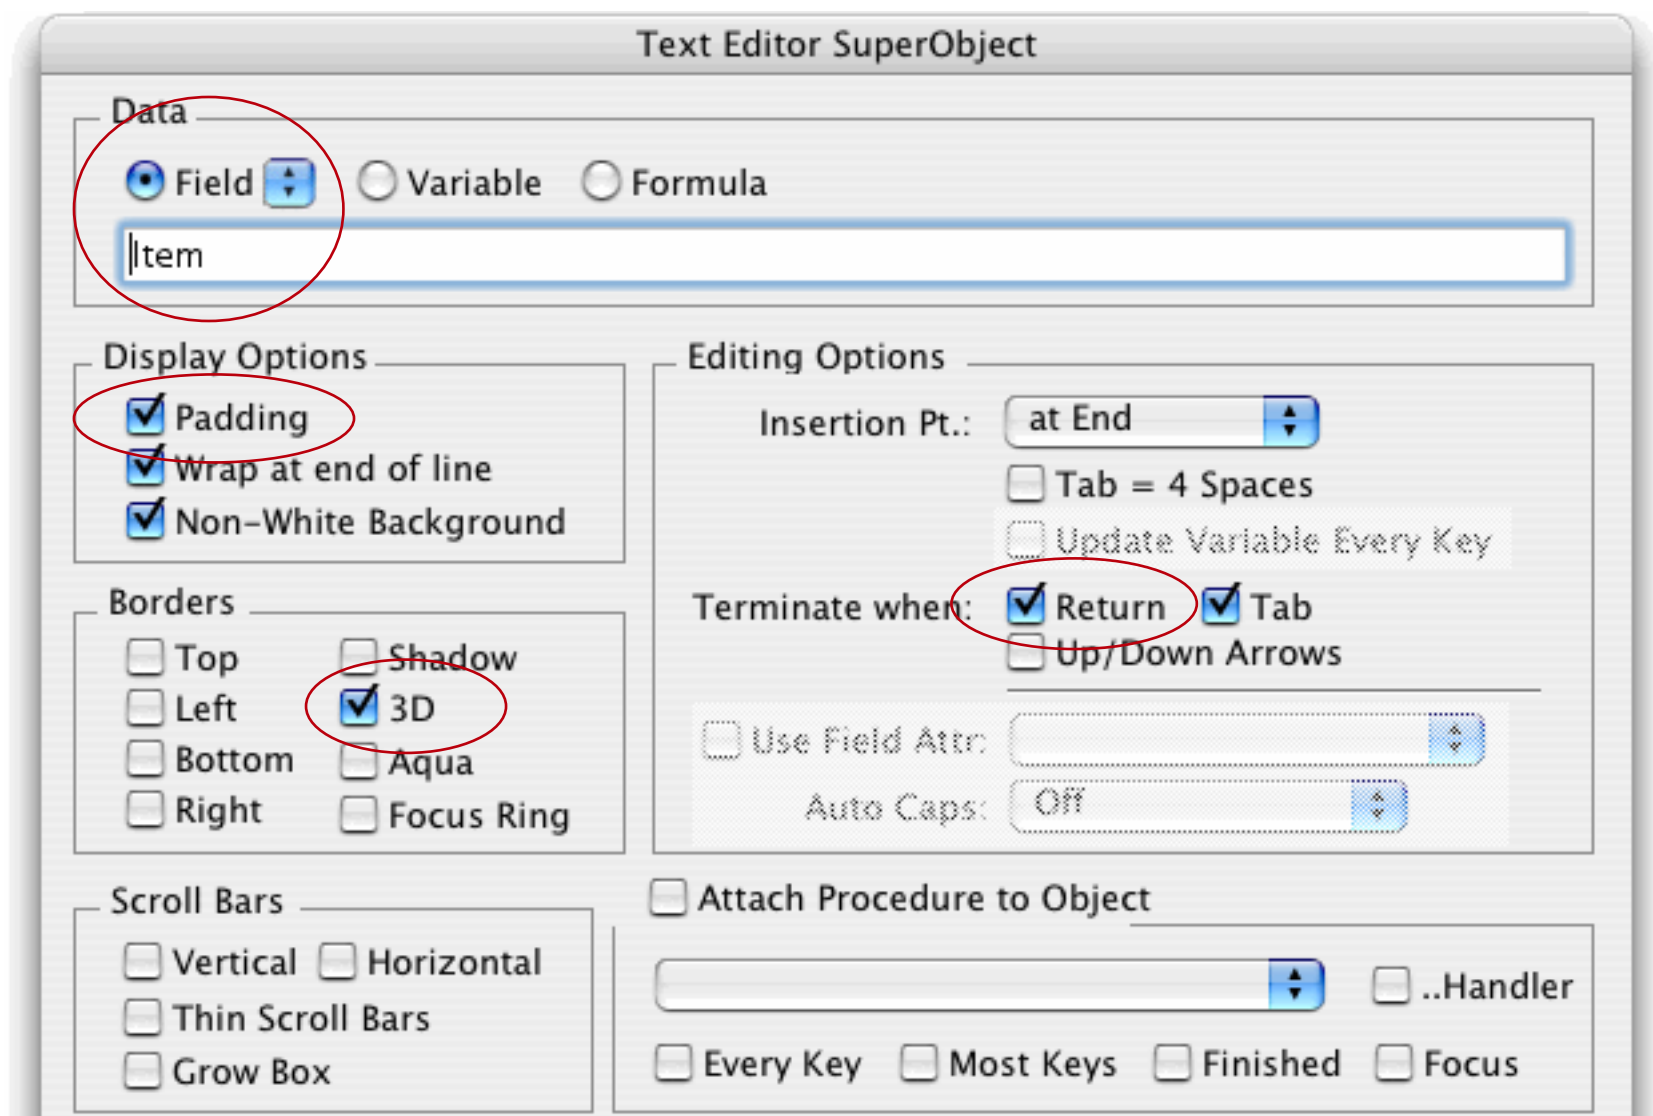 Text Editor SuperObject
Data
Field Variable Formula
Item
Display Options
Padding
Wrap at end of line
Non-White Background
Editing Options
Insertion Pt.: at End
Tab = 4 Spaces
Update Variable Every Key
Terminate when: Return Tab
Up/Down Arrows
Use Field Attr:
Auto Caps: Off
Borders
Top Shadow
Left 3D
Bottom Aqua
Right Focus Ring
Scroll Bars
Vertical Horizontal
Thin Scroll Bars
Grow Box
Attach Procedure to Object
..Handler
Every Key Most Keys Finished Focus